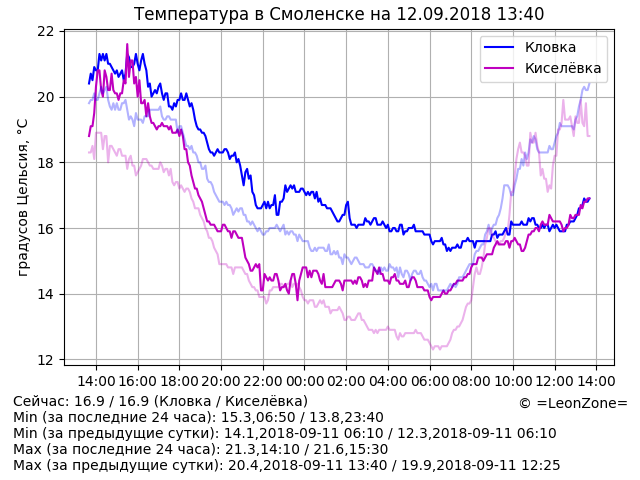 Температура в Смоленске на 12.09.2018 13:40
градусов Цельсия, °C
22
20
18
16
14
12
Кловка
Киселёвка
14:00 16:00 18:00 20:00 22:00 00:00 02:00 04:00 06:00 08:00 10:00 12:00 14:00
Сейчас: 16.9 / 16.9 (Кловка / Киселёвка)
© =LeonZone=
Min (за последние 24 часа): 15.3,06:50 / 13.8,23:40
Min (за предыдущие сутки): 14.1,2018-09-11 06:10 / 12.3,2018-09-11 06:10
Max (за последние 24 часа): 21.3,14:10 / 21.6,15:30
Max (за предыдущие сутки): 20.4,2018-09-11 13:40 / 19.9,2018-09-11 12:25